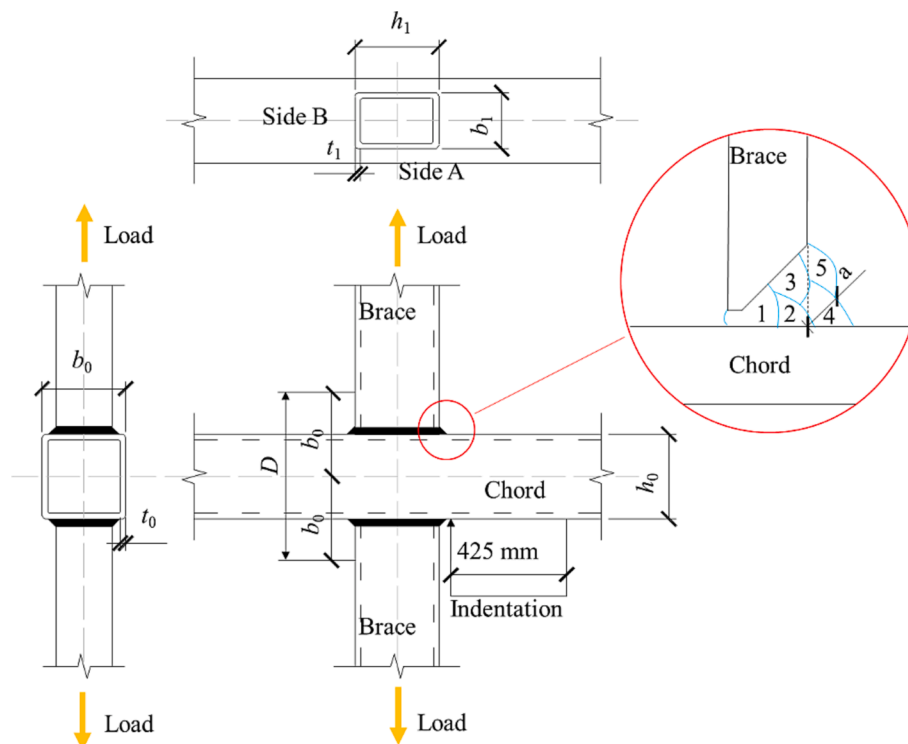 h₁
Side B
b₁
t₁
Side A
Brace
3
5
a
1
2
4
Chord
Load
Load
Brace
b₀
b₀
D
Chord
h₀
t₀
b₀
425 mm
Indentation
Brace
Load
Load